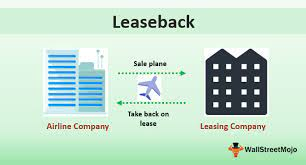 Leaseback
Sale plane
Take back on
lease
Airline Company
Leasing Company
WallStreetMojo